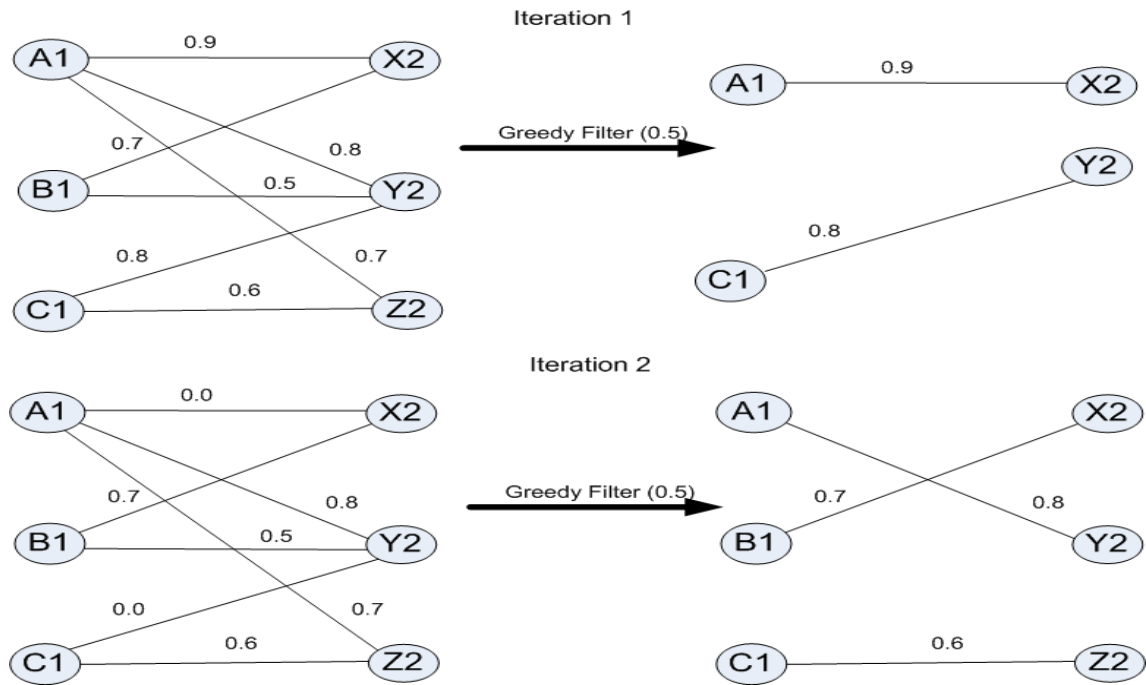 Iteration 1
A1 0.9 X2
0.7 0.8
B1 0.5 Y2
0.8 0.7
C1 0.6 Z2
Greedy Filter (0.5)
A1 0.9 X2
Y2
0.8
C1
Iteration 2
A1 0.0 X2
0.7 0.8
B1 0.5 Y2
0.0 0.7
C1 0.6 Z2
Greedy Filter (0.5)
A1 X2
0.7 0.8
B1 Y2
C1 0.6 Z2